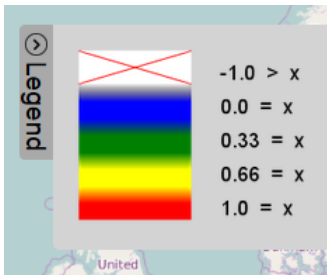 Legend
-1.0 > x
0.0 = x
0.33 = x
0.66 = x
1.0 = x
United